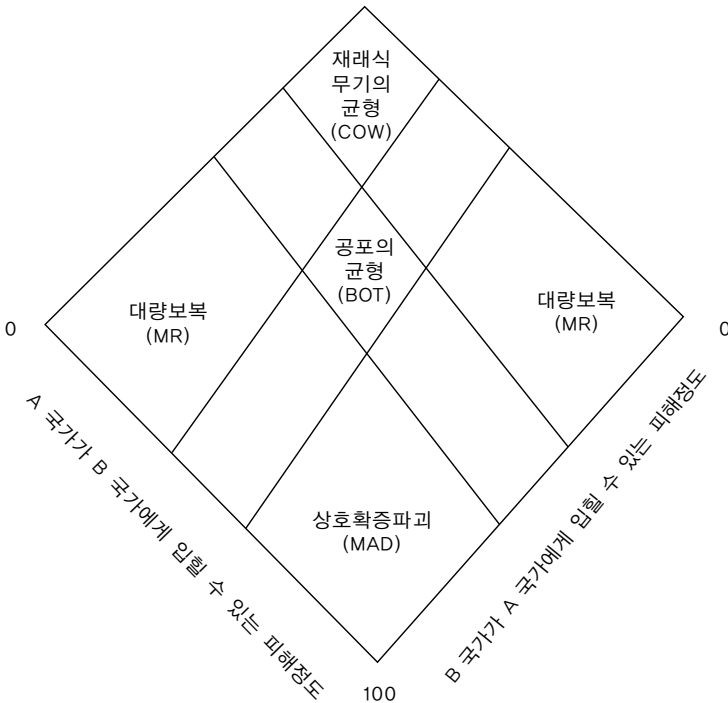 재래식
무기의
균형
(COW)
공포의
균형
(BOT)
대량보복
(MR)
대량보복
(MR)
0
0
상호확증파괴
(MAD)
A 국가가 B 국가에게 입힐 수 있는 피해정도
B 국가가 A 국가에게 입힐 수 있는 피해정도
100